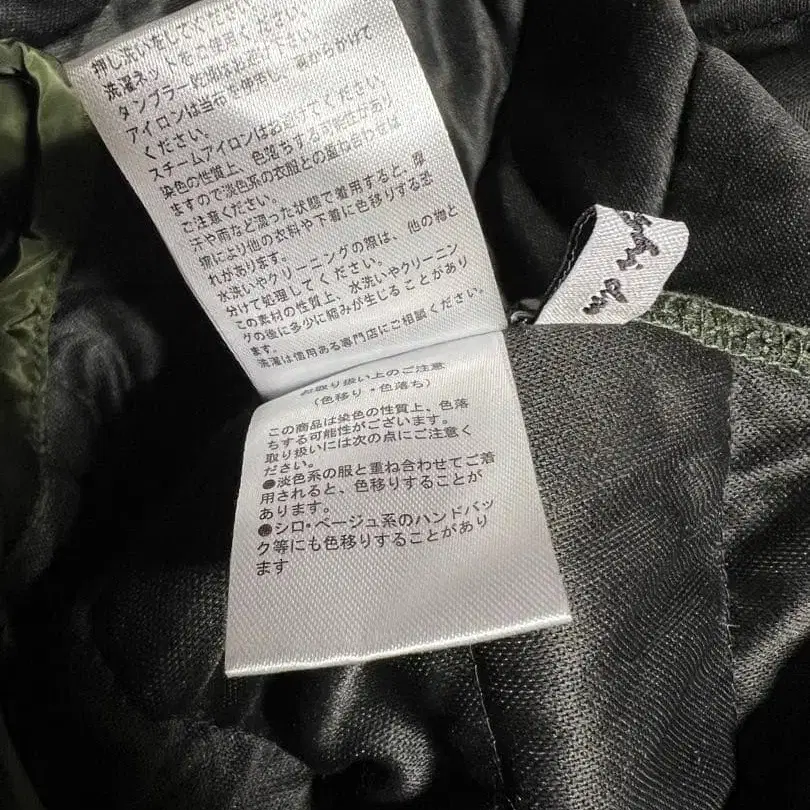 押し洗いをしてください。
洗濯ネットをご使用ください。
タンブラー乾燥はお避け下さい。
アイロンは当布を使用し、裏からかけて
ください。
スチームアイロンはお避けてください。
染色の性質上、色落ちする可能性があり
ますので淡色系の衣服との重ね合わせは
ご注意ください。
汗や雨など湿った状態で着用すると、摩
擦により他の衣料や下着に色移りする恐
れがあります。
水洗いやクリーニングの際は、他の物と
分けて処理してください。
この素材の性質上、水洗いやクリーニン
グの後に多少に縮みが生じることがあり
ます。
洗濯は信用ある専門店にご相談ください。
お取り扱い上のご注意
（色移り・色落ち）
この商品は染色の性質上、色落
ちする可能性がございます。
取り扱いには次の点にご注意く
ださい。
●淡色系の服と重ね合わせてご着
用されると、色移りすることが
あります。
●シロ・ベージュ系のハンドバッ
ク等にも色移りすることがあり
ます